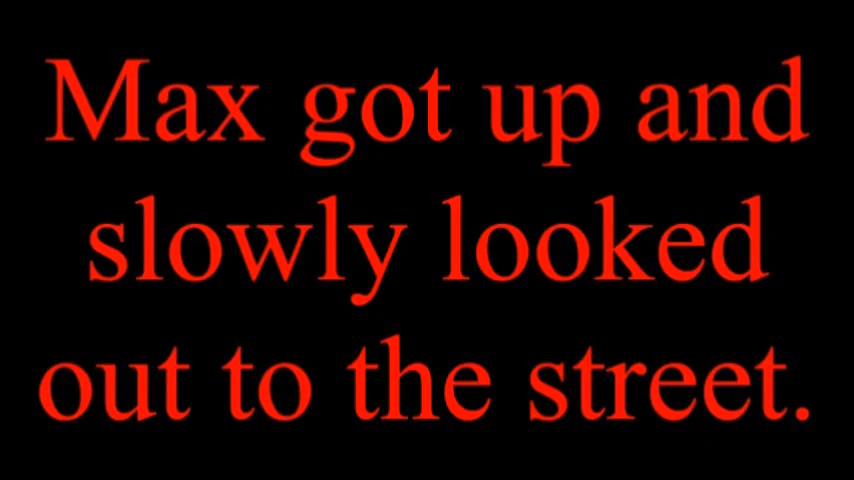 Max got up and
slowly looked
out to the street.